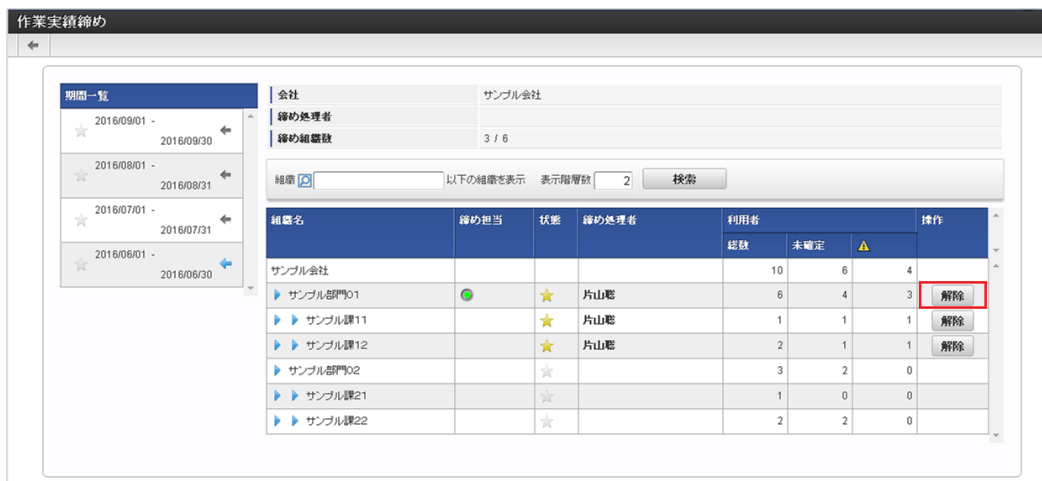 作業実績締め
期間一覧
2016/09/01 -
2016/09/30
2016/08/01 -
2016/08/31
2016/07/01 -
2016/07/31
2016/06/01 -
2016/06/30
会社 サンプル会社
締め処理者
締め組織数 3 / 6
組織 以下の組織を表示 表示階層数 2 検索
組織名 締め担当 状態 締め処理者 利用者 操作
総数 未確定
サンプル会社 10 6 4
サンプル部門01 片山聡 6 4 3 解除
サンプル課11 片山聡 1 1 1 解除
サンプル課12 片山聡 2 1 1 解除
サンプル部門02 3 2 0
サンプル課21 1 0 0
サンプル課22 2 2 0